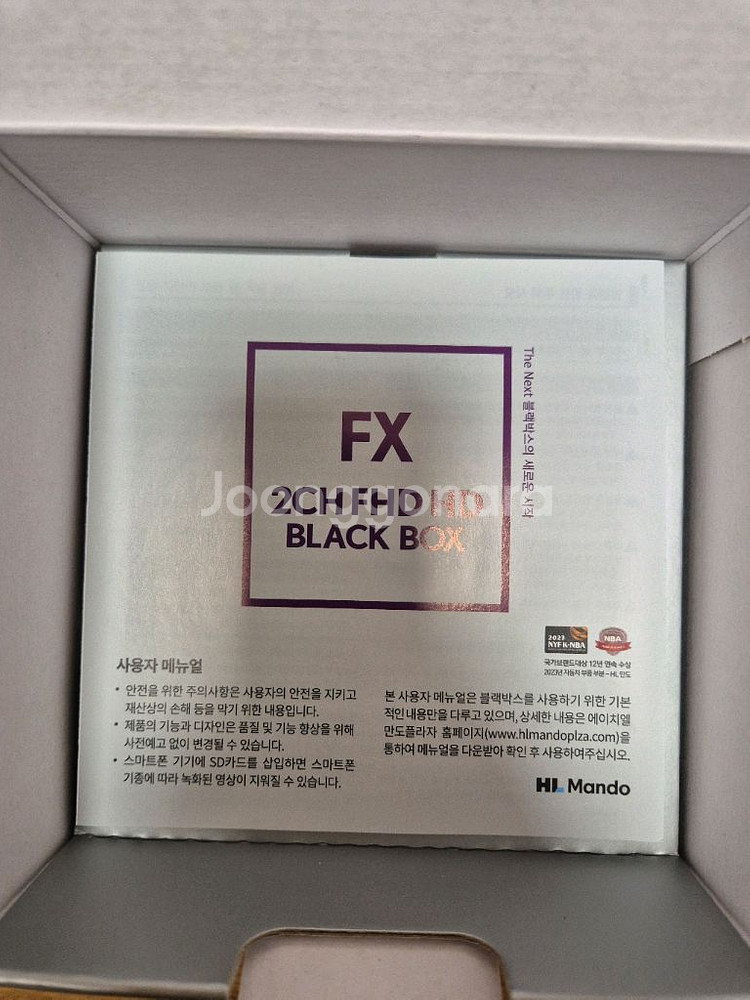 The Next 블랙박스의 새로운 시작
FX
2CH FHD HD
BLACK BOX
Joonggonara
2023
NYF K-NBA
NBA
국가브랜드대상 12년 연속 수상
2023년 자동차 부품 부문 - HL 만도
사용자 메뉴얼
• 안전을 위한 주의사항은 사용자의 안전을 지키고
재산상의 손해 등을 막기 위한 내용입니다.
• 제품의 기능과 디자인은 품질 및 기능 향상을 위해
사전예고 없이 변경될 수 있습니다.
• 스마트폰 기기에 SD카드를 삽입하면 스마트폰
기종에 따라 녹화된 영상이 지워질 수 있습니다.
본 사용자 메뉴얼은 블랙박스를 사용하기 위한 기본
적인 내용만을 다루고 있으며, 상세한 내용은 에이치엘
만도플라자 홈페이지(www.hlmandoplza.com)을
통하여 메뉴얼을 다운받아 확인 후 사용하여주십시오.
HL Mando